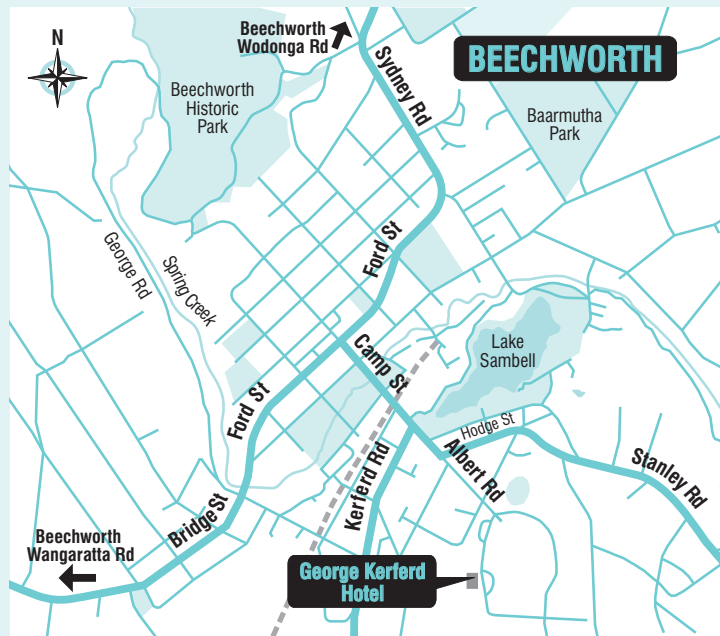 N
Beechworth
Wodonga Rd
BEECHWORTH
Sydney Rd
Beechworth
Historic
Park
Baarmutha
Park
George Rd
Spring Creek
Ford St
Lake
Sambell
Camp St
Ford St
Hodge St
Albert Rd
Kerferd Rd
Stanley Rd
Bridge St
Beechworth
Wangaratta Rd
George Kerferd
Hotel